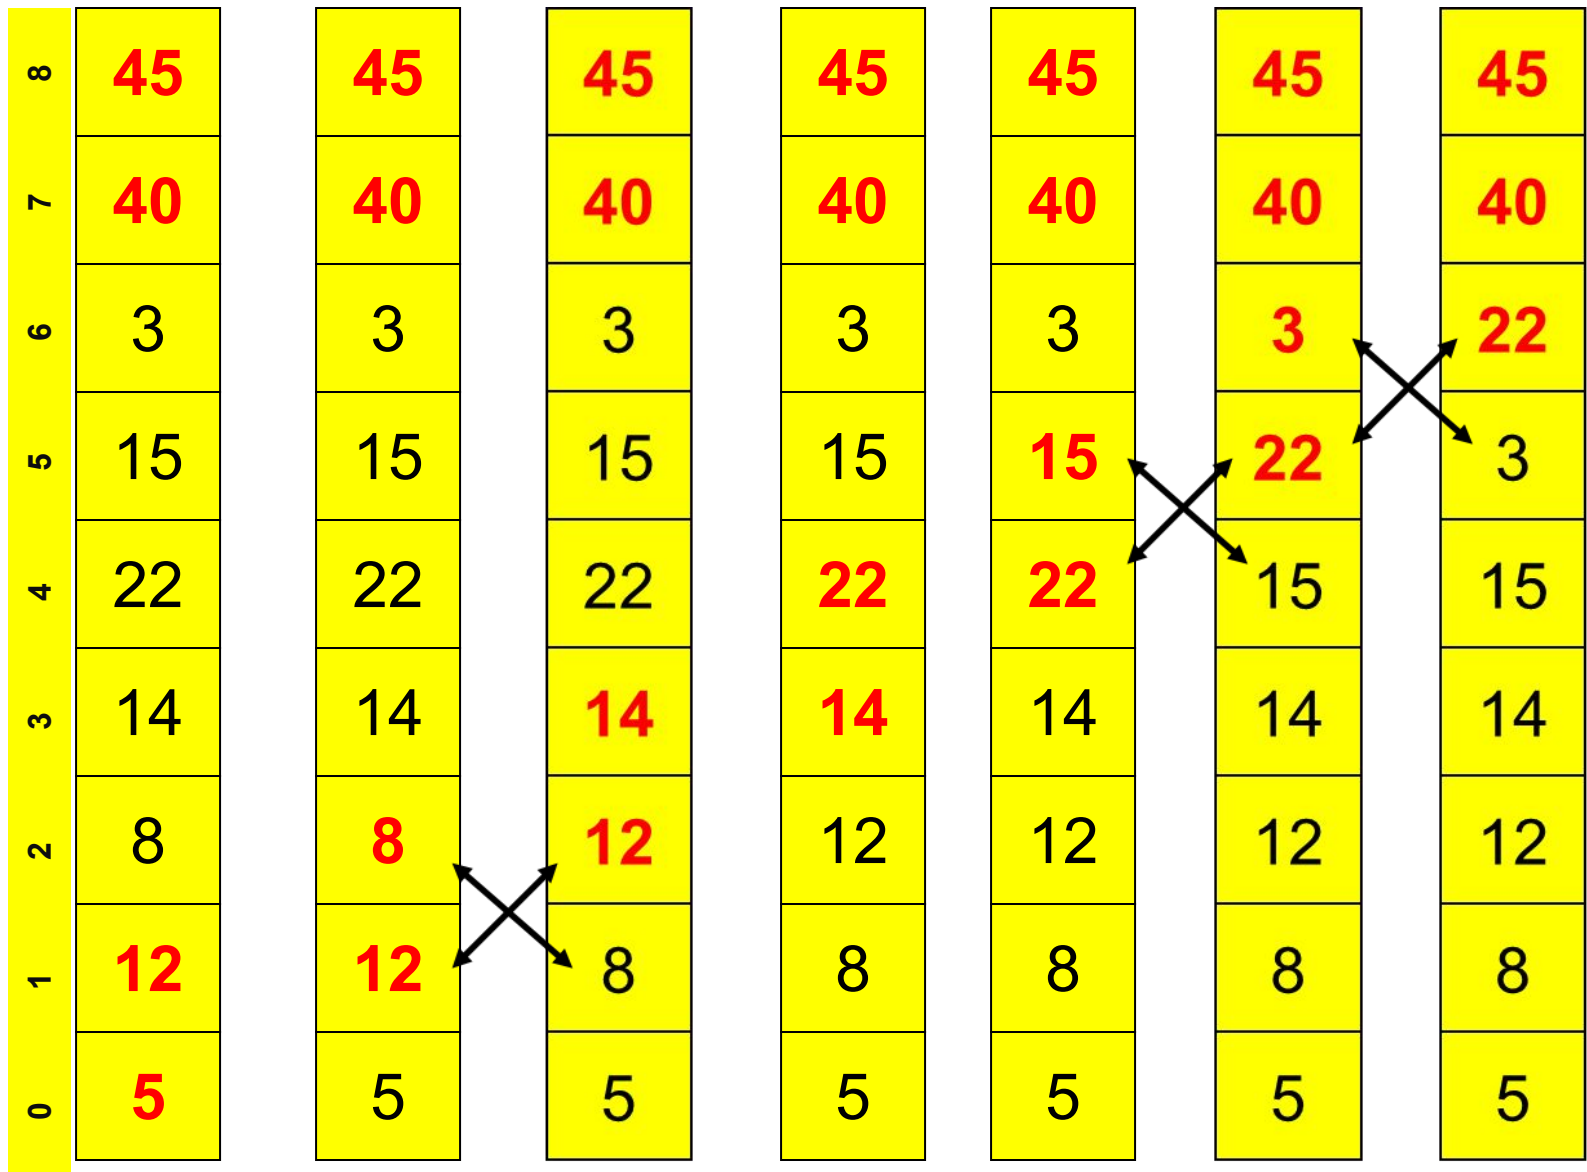 8 45 45 45 45 45 45 45
7 40 40 40 40 40 40 40
6 3 3 3 3 3 3 22
5 15 15 15 15 15 22 3
4 22 22 22 22 22 15 15
3 14 14 14 14 14 14 14
2 8 8 12 12 12 12 12
1 12 12 8 8 8 8 8
0 5 5 5 5 5 5 5